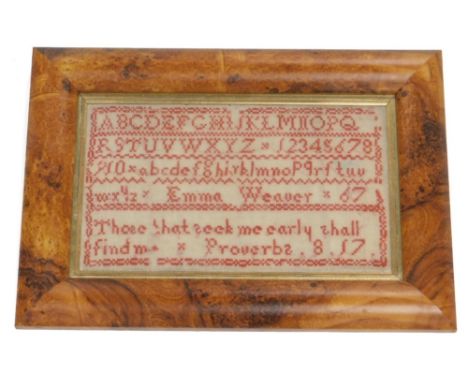 ABCDEFGHIJKLMNOPQ
RSTUVWXYZ × 12345678
910×abcdefghiklmnopqrſtuv
wxyz × Emma Weaver × 67
Those that seek me early shall
find me × Proverbs . 8 . 17 .